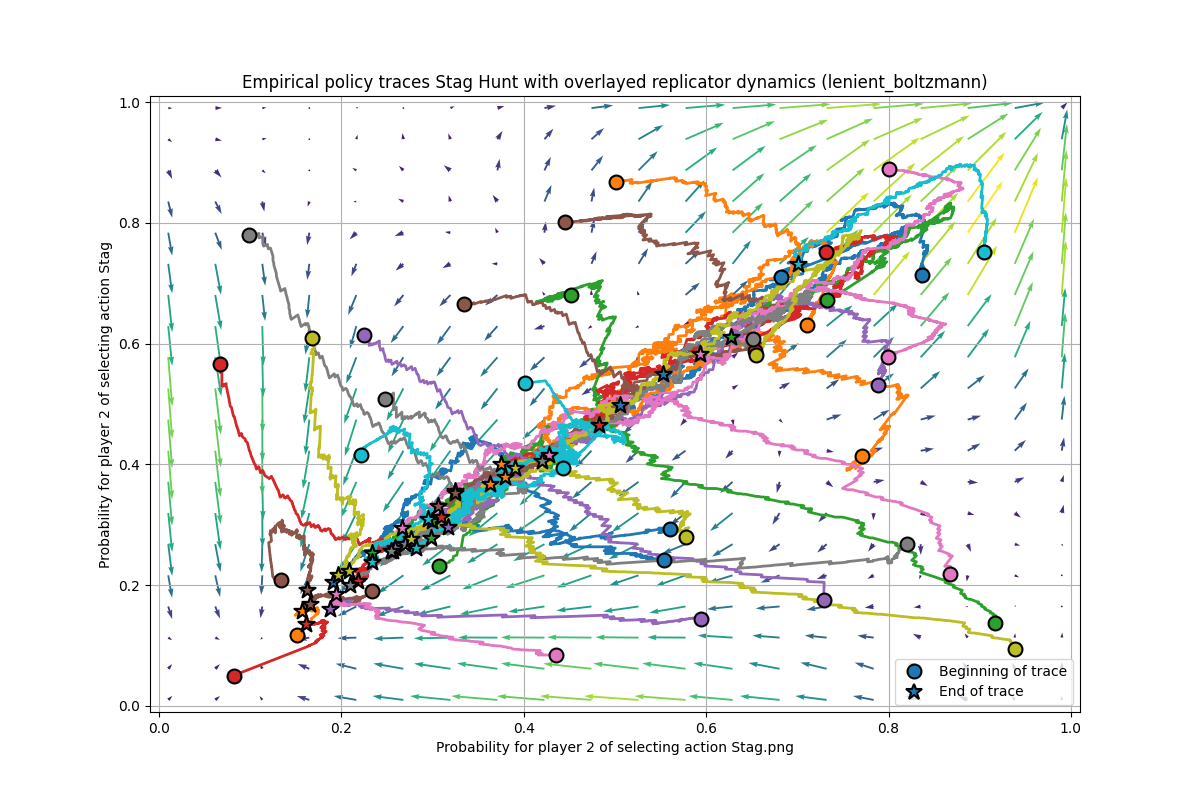 Empirical policy traces Stag Hunt with overlayed replicator dynamics (lenient_boltzmann)
Probability for player 2 of selecting action Stag
1.0
0.8
0.6
0.4
0.2
0.0
0.0 0.2 0.4 0.6 0.8 1.0
Probability for player 2 of selecting action Stag.png
Beginning of trace
End of trace